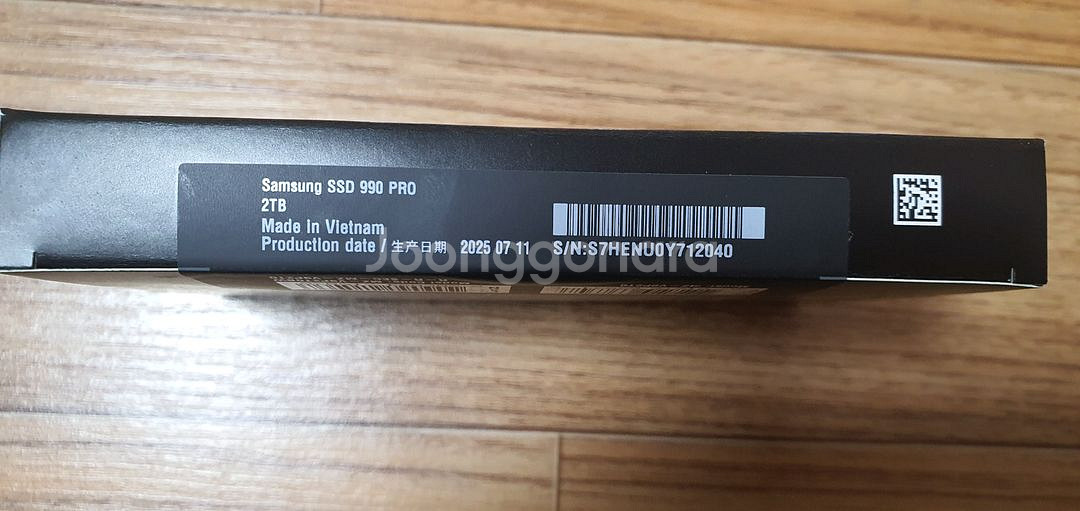 Samsung SSD 990 PRO
2TB
Made in Vietnam
Production date / 生产日期 2025 07 11
S/N:S7HENU0Y712040
Joonggonara